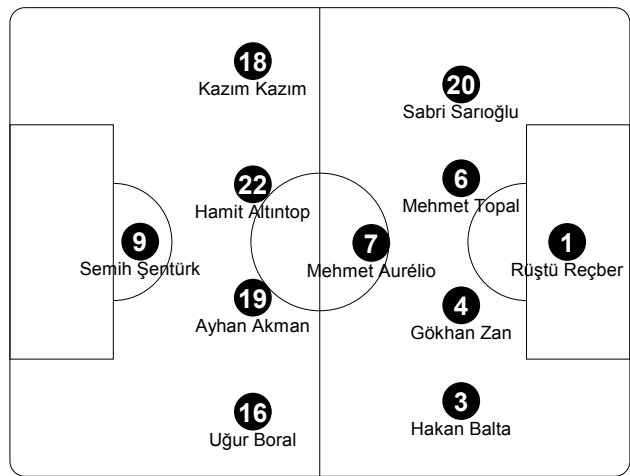 18
Kazım Kazım
20
Sabri Sarıoğlu
22
Hamit Altıntop
6
Mehmet Topal
9
Semih Şentürk
7
Mehmet Aurélio
1
Rüştü Reçber
19
Ayhan Akman
4
Gökhan Zan
16
Uğur Boral
3
Hakan Balta